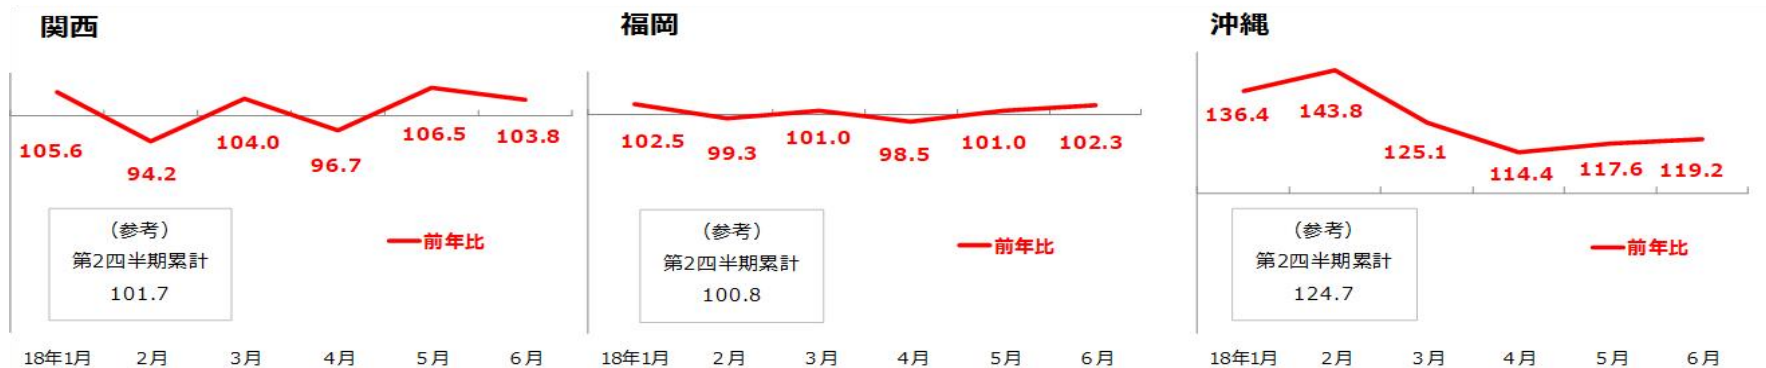 関西
105.6
94.2
104.0
96.7
106.5
103.8
（参考）
第2四半期累計
101.7
前年比
18年1月 2月 3月 4月 5月 6月
福岡
102.5
99.3
101.0
98.5
101.0
102.3
（参考）
第2四半期累計
100.8
前年比
18年1月 2月 3月 4月 5月 6月
沖縄
136.4
143.8
125.1
114.4
117.6
119.2
（参考）
第2四半期累計
124.7
前年比
18年1月 2月 3月 4月 5月 6月